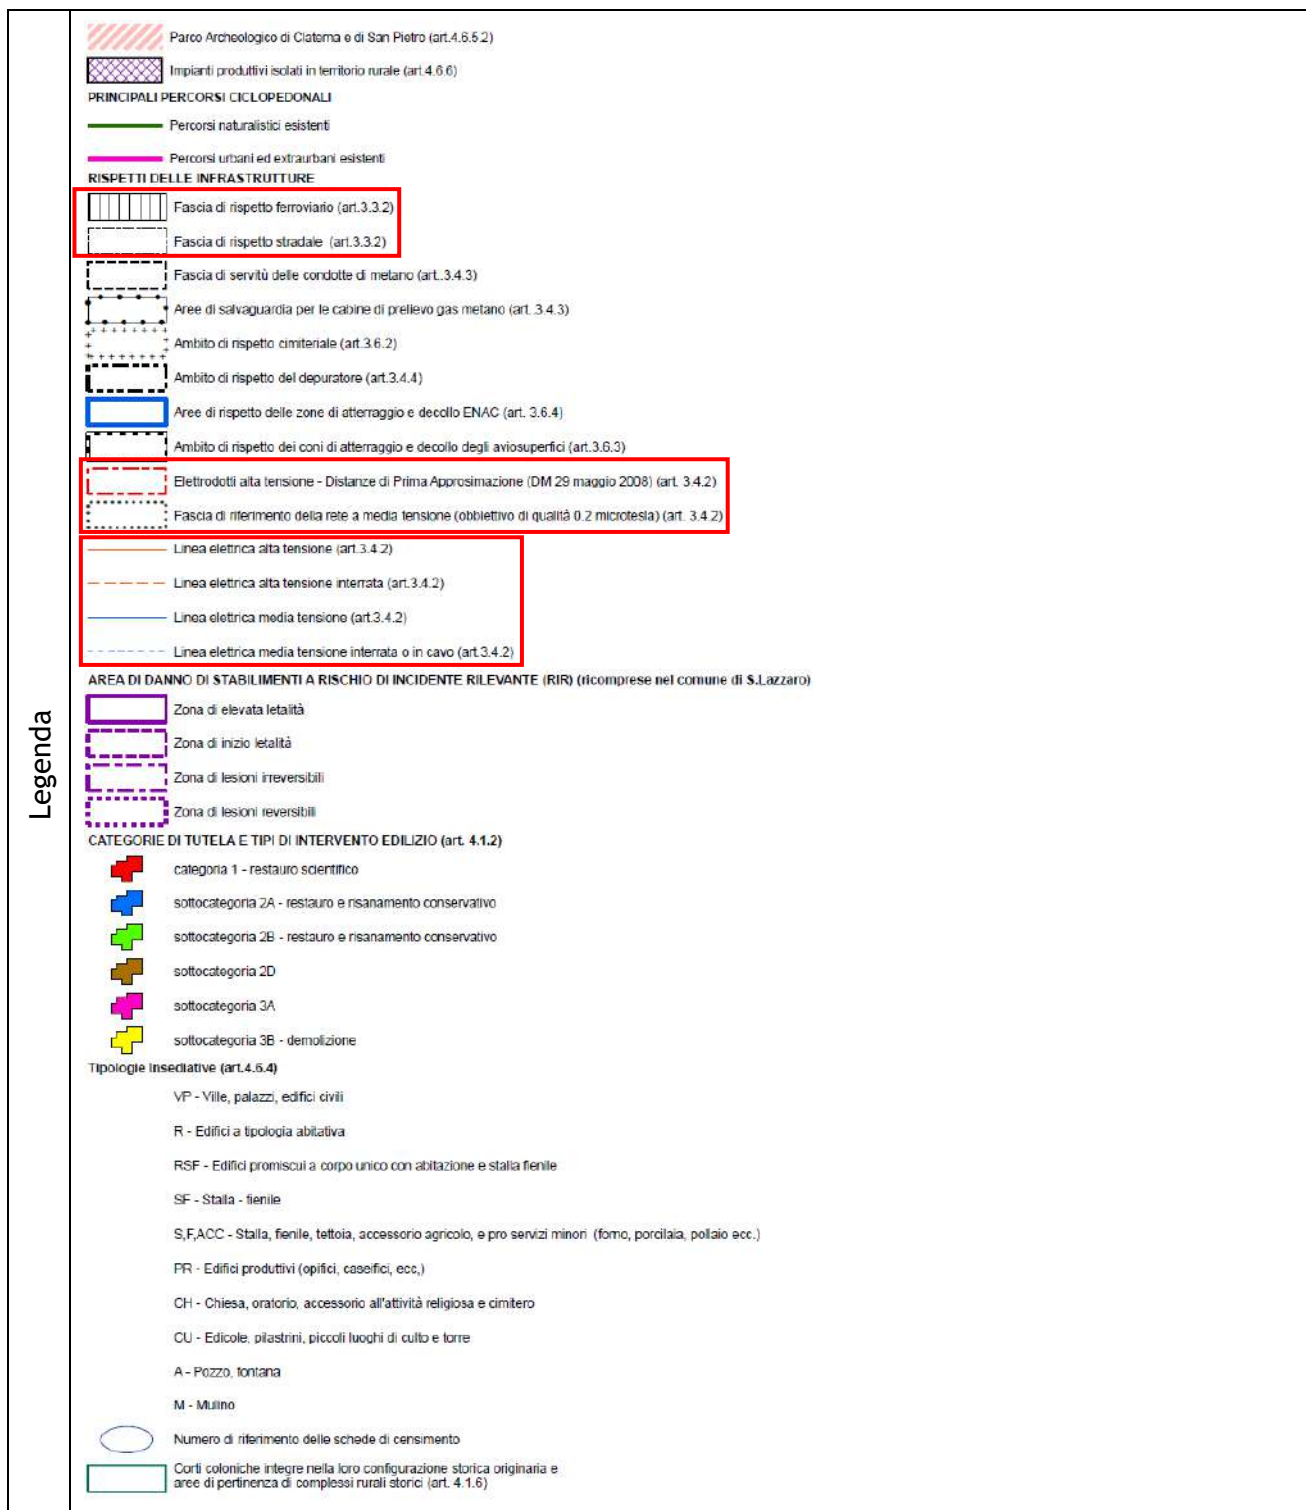 Parco Archeologico di Claterna e di San Pietro (art.4.6.5.2)
Impianti produttivi isolati in territorio rurale (art.4.6.6)
PRINCIPALI PERCORSI CICLOPEDONALI
Percorsi naturalistici esistenti
Percorsi urbani ed extraurbani esistenti
RISPETTI DELLE INFRASTRUTTURE
Fascia di rispetto ferroviario (art.3.3.2)
Fascia di rispetto stradale (art.3.3.2)
Fascia di servitù delle condotte di metano (art..3.4.3)
Aree di salvaguardia per le cabine di prelievo gas metano (art. 3.4.3)
Ambito di rispetto cimiteriale (art.3.6.2)
Ambito di rispetto del depuratore (art.3.4.4)
Aree di rispetto delle zone di atterraggio e decollo ENAC (art. 3.6.4)
Ambito di rispetto dei coni di atterraggio e decollo degli aviosuperfici (art.3.6.3)
Elettrodotti alta tensione - Distanze di Prima Approsimazione (DM 29 maggio 2008) (art. 3.4.2)
Fascia di riferimento della rete a media tensione (obbiettivo di qualità 0.2 microtesla) (art. 3.4.2)
Linea elettrica alta tensione (art.3.4.2)
Linea elettrica alta tensione interrata (art.3.4.2)
Linea elettrica media tensione (art.3.4.2)
Linea elettrica media tensione interrata o in cavo (art.3.4.2)
AREA DI DANNO DI STABILIMENTI A RISCHIO DI INCIDENTE RILEVANTE (RIR) (ricomprese nel comune di S.Lazzaro)
Zona di elevata letalità
Zona di inizio letalità
Zona di lesioni irreversibili
Zona di lesioni reversibili
Legenda
CATEGORIE DI TUTELA E TIPI DI INTERVENTO EDILIZIO (art. 4.1.2)
categoria 1 - restauro scientifico
sottocategoria 2A - restauro e risanamento conservativo
sottocategoria 2B - restauro e risanamento conservativo
sottocategoria 2D
sottocategoria 3A
sottocategoria 3B - demolizione
Tipologie Insediative (art.4.6.4)
VP - Ville, palazzi, edifici civili
R - Edifici a tipologia abitativa
RSF - Edifici promiscui a corpo unico con abitazione e stalla fienile
SF - Stalla - fienile
S,F,ACC - Stalla, fienile, tettoia, accessorio agricolo, e pro servizi minori (forno, porcilaia, pollaio ecc.)
PR - Edifici produttivi (opifici, caseifici, ecc,)
CH - Chiesa, oratorio, accessorio all'attività religiosa e cimitero
CU - Edicole, pilastrini, piccoli luoghi di culto e torre
A - Pozzo, fontana
M - Mulino
Numero di riferimento delle schede di censimento
Corti coloniche integre nella loro configurazione storica originaria e
aree di pertinenza di complessi rurali storici (art. 4.1.6)